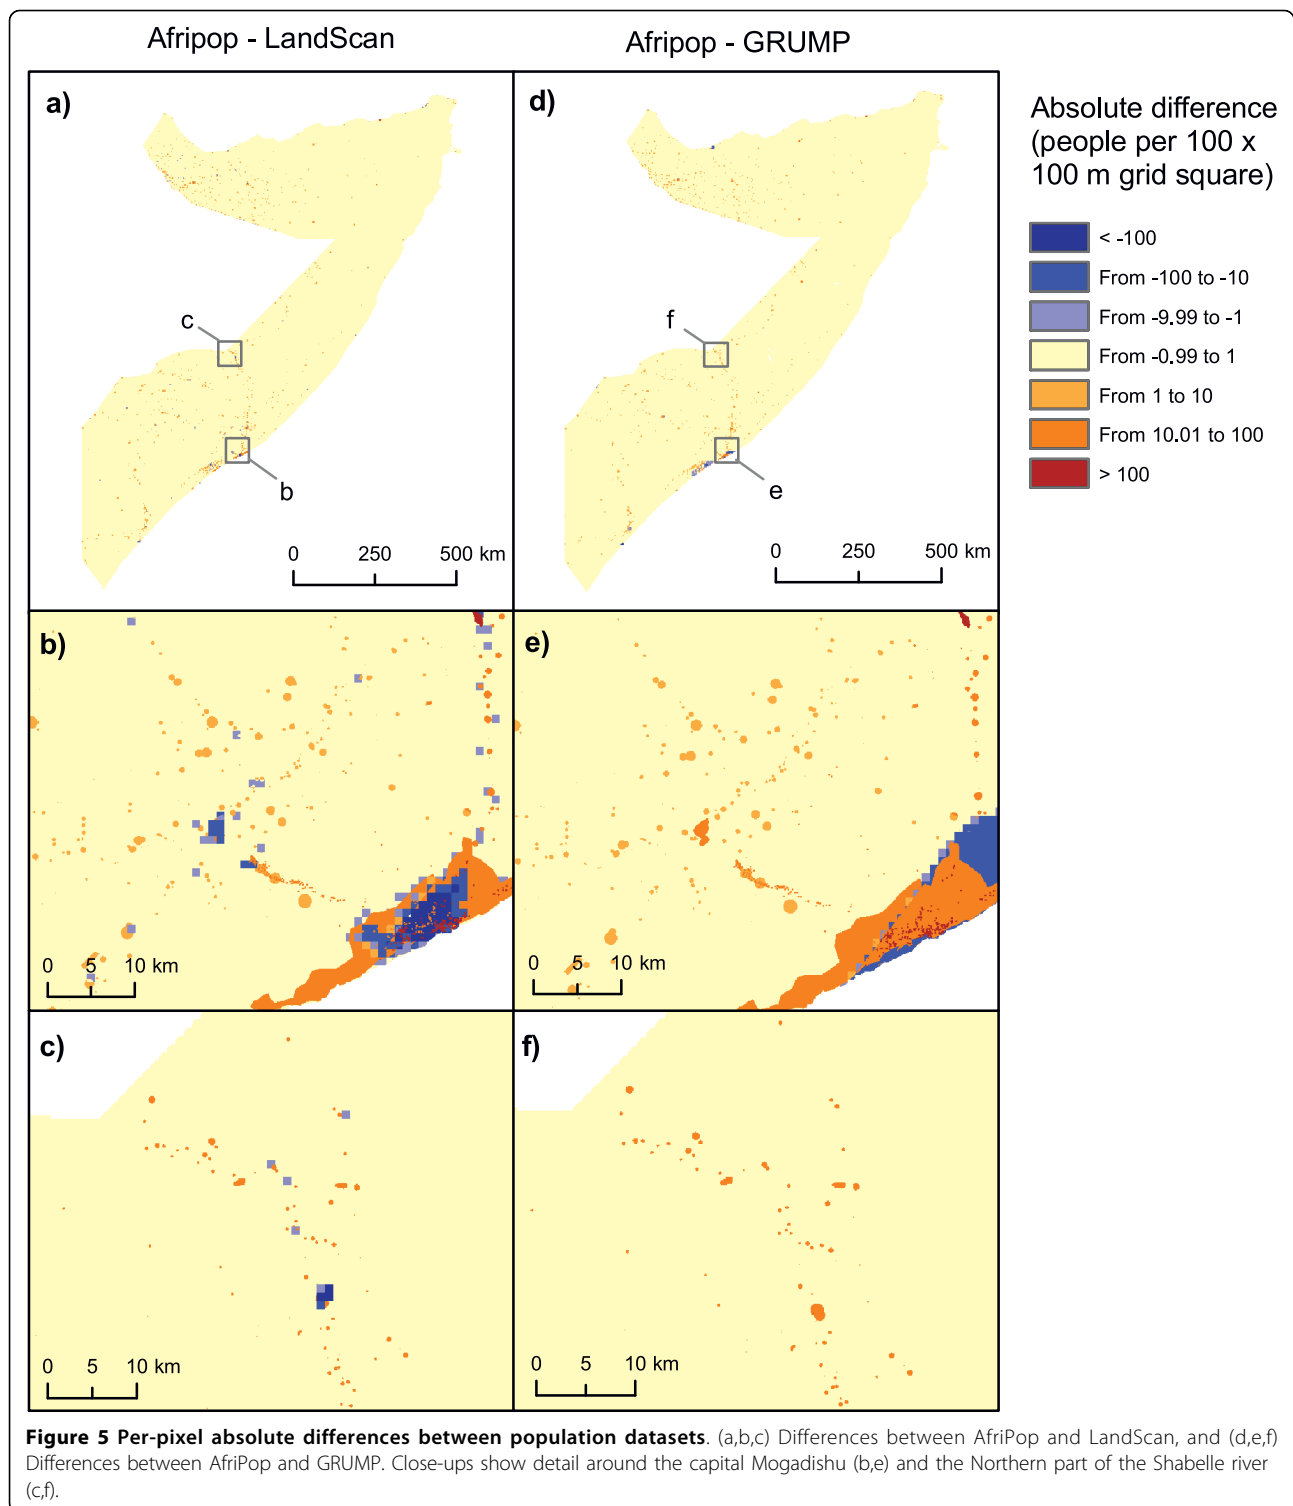 Afripop - LandScan
Afripop - GRUMP
a)
c
b
0 250 500 km
d)
f
e
0 250 500 km
Absolute difference
(people per 100 x
100 m grid square)
< -100
From -100 to -10
From -9.99 to -1
From -0.99 to 1
From 1 to 10
From 10.01 to 100
> 100
b)
0 5 10 km
e)
0 5 10 km
c)
0 5 10 km
f)
0 5 10 km
Figure 5 Per-pixel absolute differences between population datasets. (a,b,c) Differences between AfriPop and LandScan, and (d,e,f)
Differences between AfriPop and GRUMP. Close-ups show detail around the capital Mogadishu (b,e) and the Northern part of the Shabelle river
(c,f).